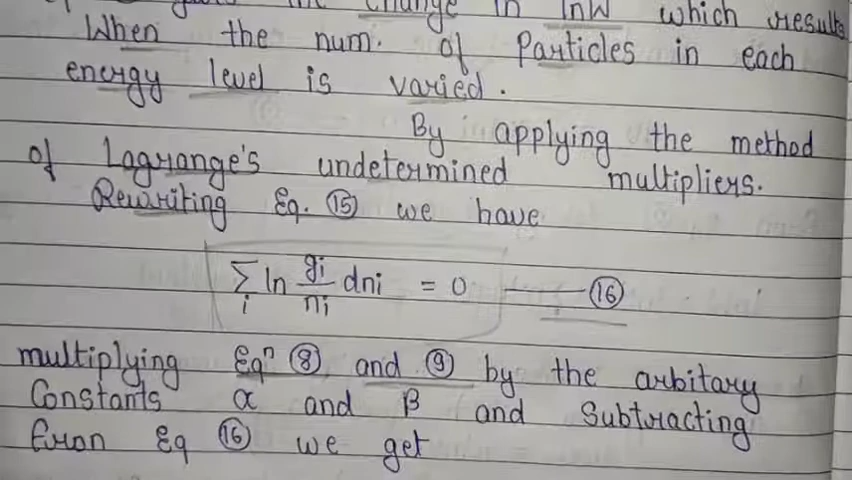 the change in lnW which results
When the num. of Particles in each
energy level is varied.
By applying the method
of Lagrange's undetermined multipliers.
Rewriting Eq. ⑮ we have
∑i ln gi/ni dni = 0 ⑯
multiplying Eqn ⑧ and ⑨ by the arbitary
Constants α and β and Subtracting
from Eq ⑯ we get